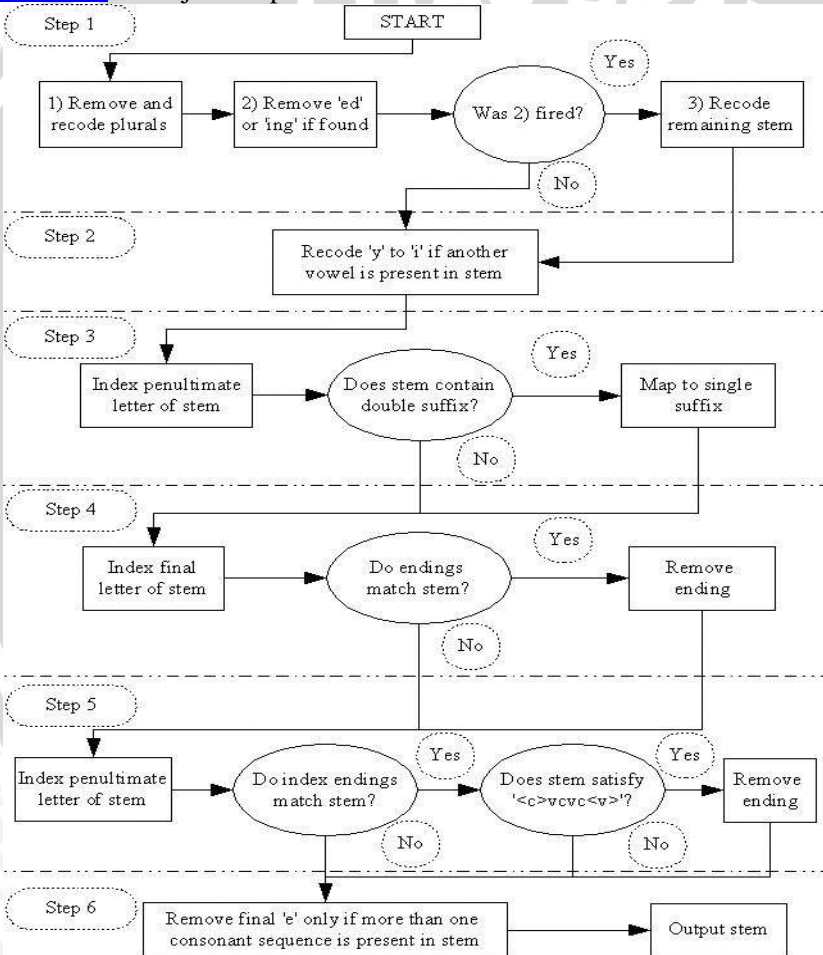 Step 1
START
1) Remove and
recode plurals
2) Remove 'ed'
or 'ing' if found
Was 2) fired?
Yes
3) Recode
remaining stem
No
Step 2
Recode 'y' to 'i' if another
vowel is present in stem
Step 3
Index penultimate
letter of stem
Does stem contain
double suffix?
Yes
Map to single
suffix
No
Step 4
Index final
letter of stem
Do endings
match stem?
Yes
Remove
ending
No
Step 5
Index penultimate
letter of stem
Do index endings
match stem?
Yes
Does stem satisfy
'<c>vcvc<v>'?
Yes
Remove
ending
No
No
Step 6
Remove final 'e' only if more than one
consonant sequence is present in stem
Output stem